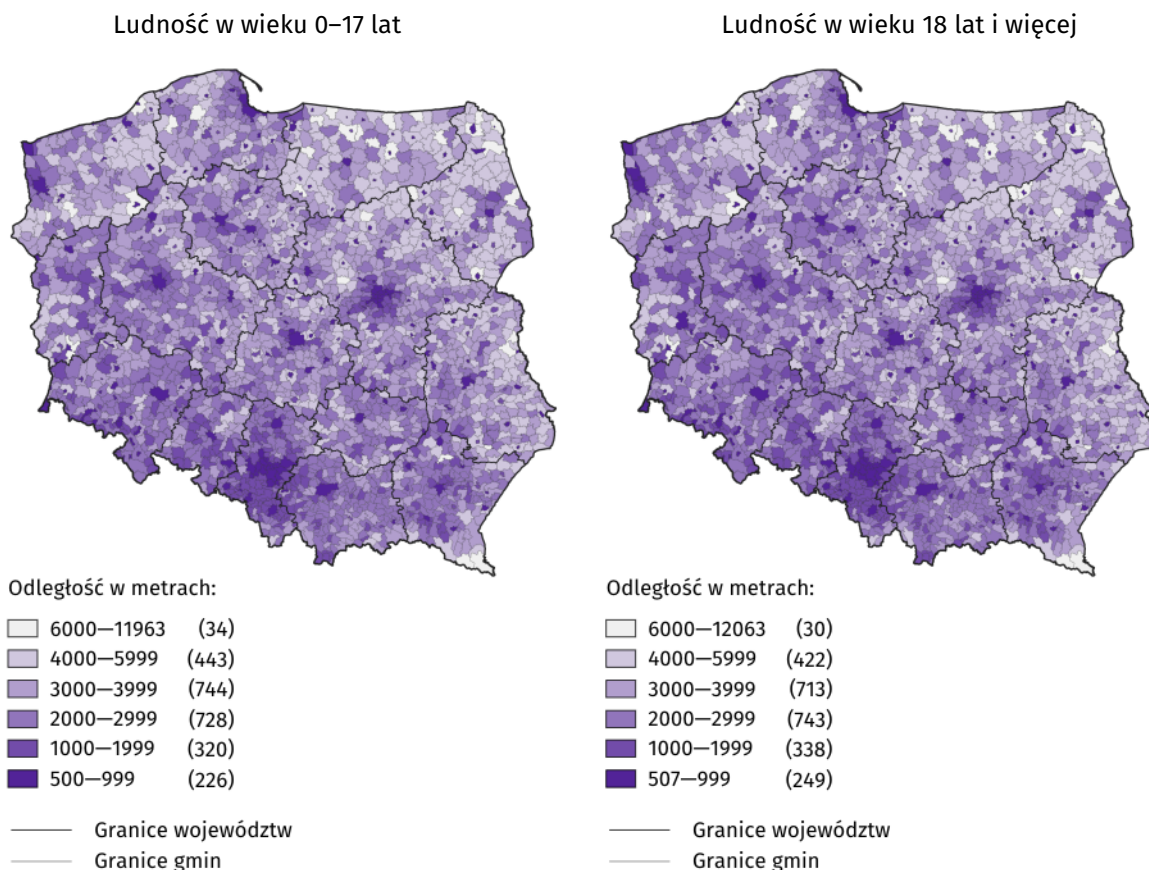 Ludność w wieku 0–17 lat
Odległość w metrach:
6000—11963 (34)
4000—5999 (443)
3000—3999 (744)
2000—2999 (728)
1000—1999 (320)
500—999 (226)
Granice województw
Granice gmin
Ludność w wieku 18 lat i więcej
Odległość w metrach:
6000—12063 (30)
4000—5999 (422)
3000—3999 (713)
2000—2999 (743)
1000—1999 (338)
507—999 (249)
Granice województw
Granice gmin